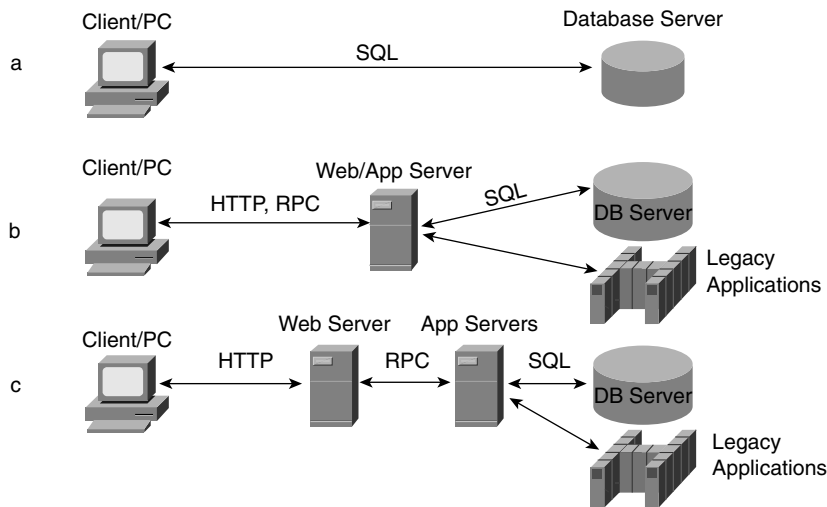 Client/PC
Database Server
a
SQL
Client/PC
Web/App Server
b
HTTP, RPC
SQL
DB Server
Legacy
Applications
Client/PC
Web Server
App Servers
c
HTTP
RPC
SQL
DB Server
Legacy
Applications